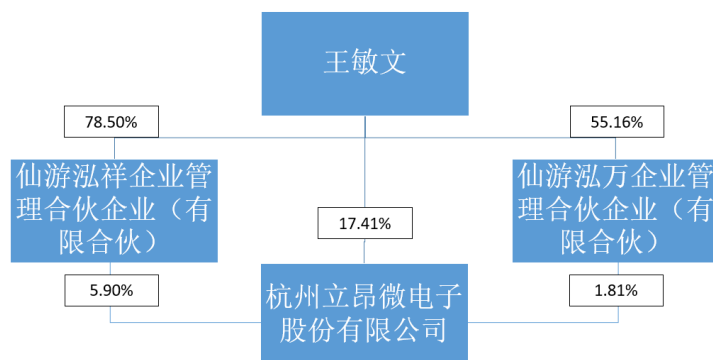 王敏文
78.50%
55.16%
仙游泓祥企业管
理合伙企业（有
限合伙）
仙游泓万企业管
理合伙企业（有
限合伙）
17.41%
5.90%
杭州立昂微电子
股份有限公司
1.81%